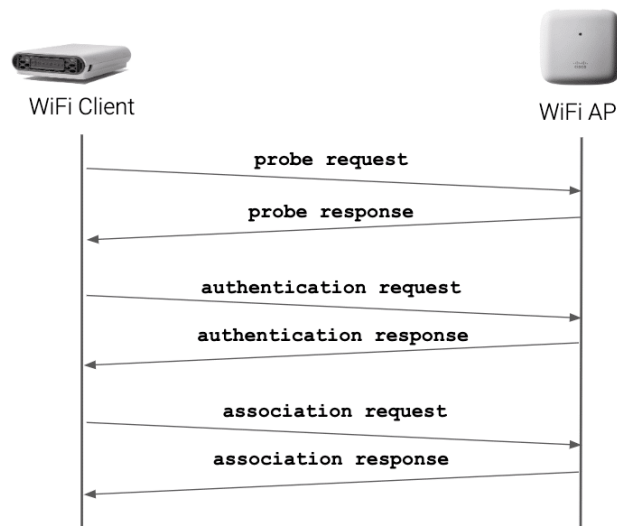 WiFi Client
WiFi AP
probe request
probe response
authentication request
authentication response
association request
association response